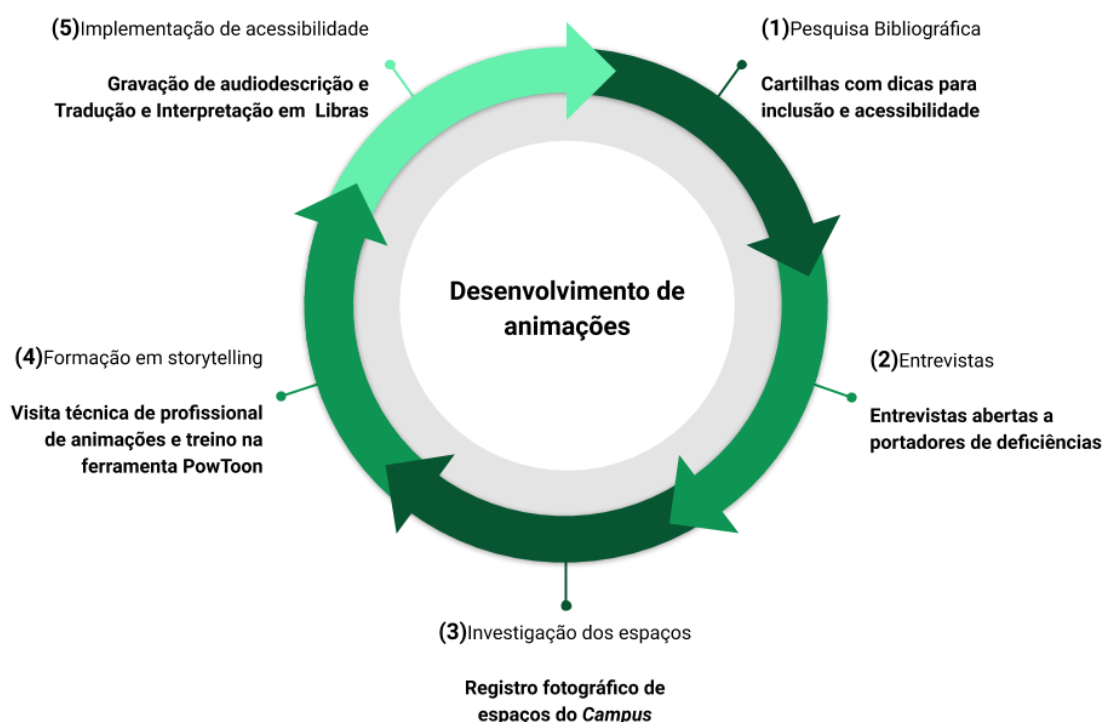 (5)Implementação de acessibilidade
Gravação de audiodescrição e
Tradução e Interpretação em Libras
(1)Pesquisa Bibliográfica
Cartilhas com dicas para
inclusão e acessibilidade
Desenvolvimento de
animações
(4)Formação em storytelling
Visita técnica de profissional
de animações e treino na
ferramenta PowToon
(2)Entrevistas
Entrevistas abertas a
portadores de deficiências
(3)Investigação dos espaços
Registro fotográfico de
espaços do Campus